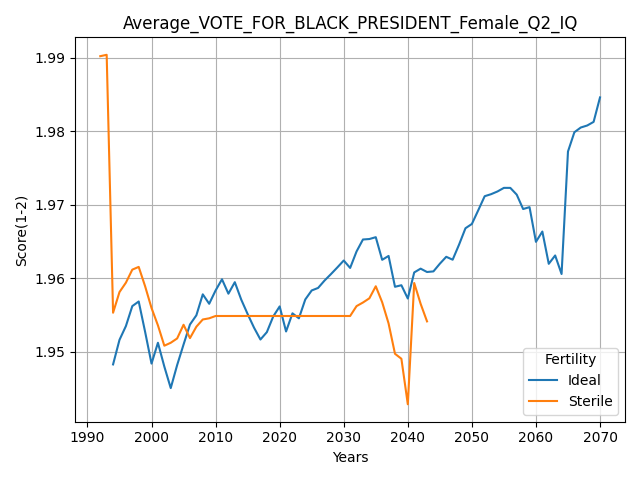 Average_VOTE_FOR_BLACK_PRESIDENT_Female_Q2_IQ
Score(1-2)
1.99
1.98
1.97
1.96
1.95
1990 2000 2010 2020 2030 2040 2050 2060 2070
Years
Fertility
Ideal
Sterile